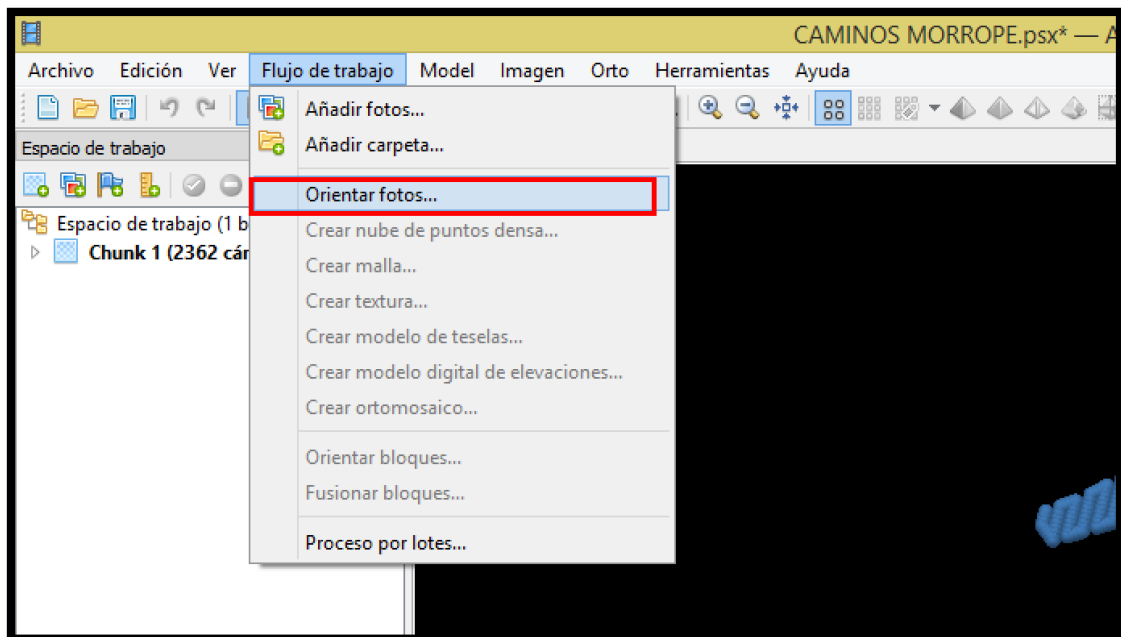 CAMINOS MORROPE.psx* — A
Archivo Edición Ver Flujo de trabajo Model Imagen Orto Herramientas Ayuda
Espacio de trabajo
Espacio de trabajo (1 b
Chunk 1 (2362 cár
Añadir fotos...
Añadir carpeta...
Orientar fotos...
Crear nube de puntos densa...
Crear malla...
Crear textura...
Crear modelo de teselas...
Crear modelo digital de elevaciones...
Crear ortomosaico...
Orientar bloques...
Fusionar bloques...
Proceso por lotes...